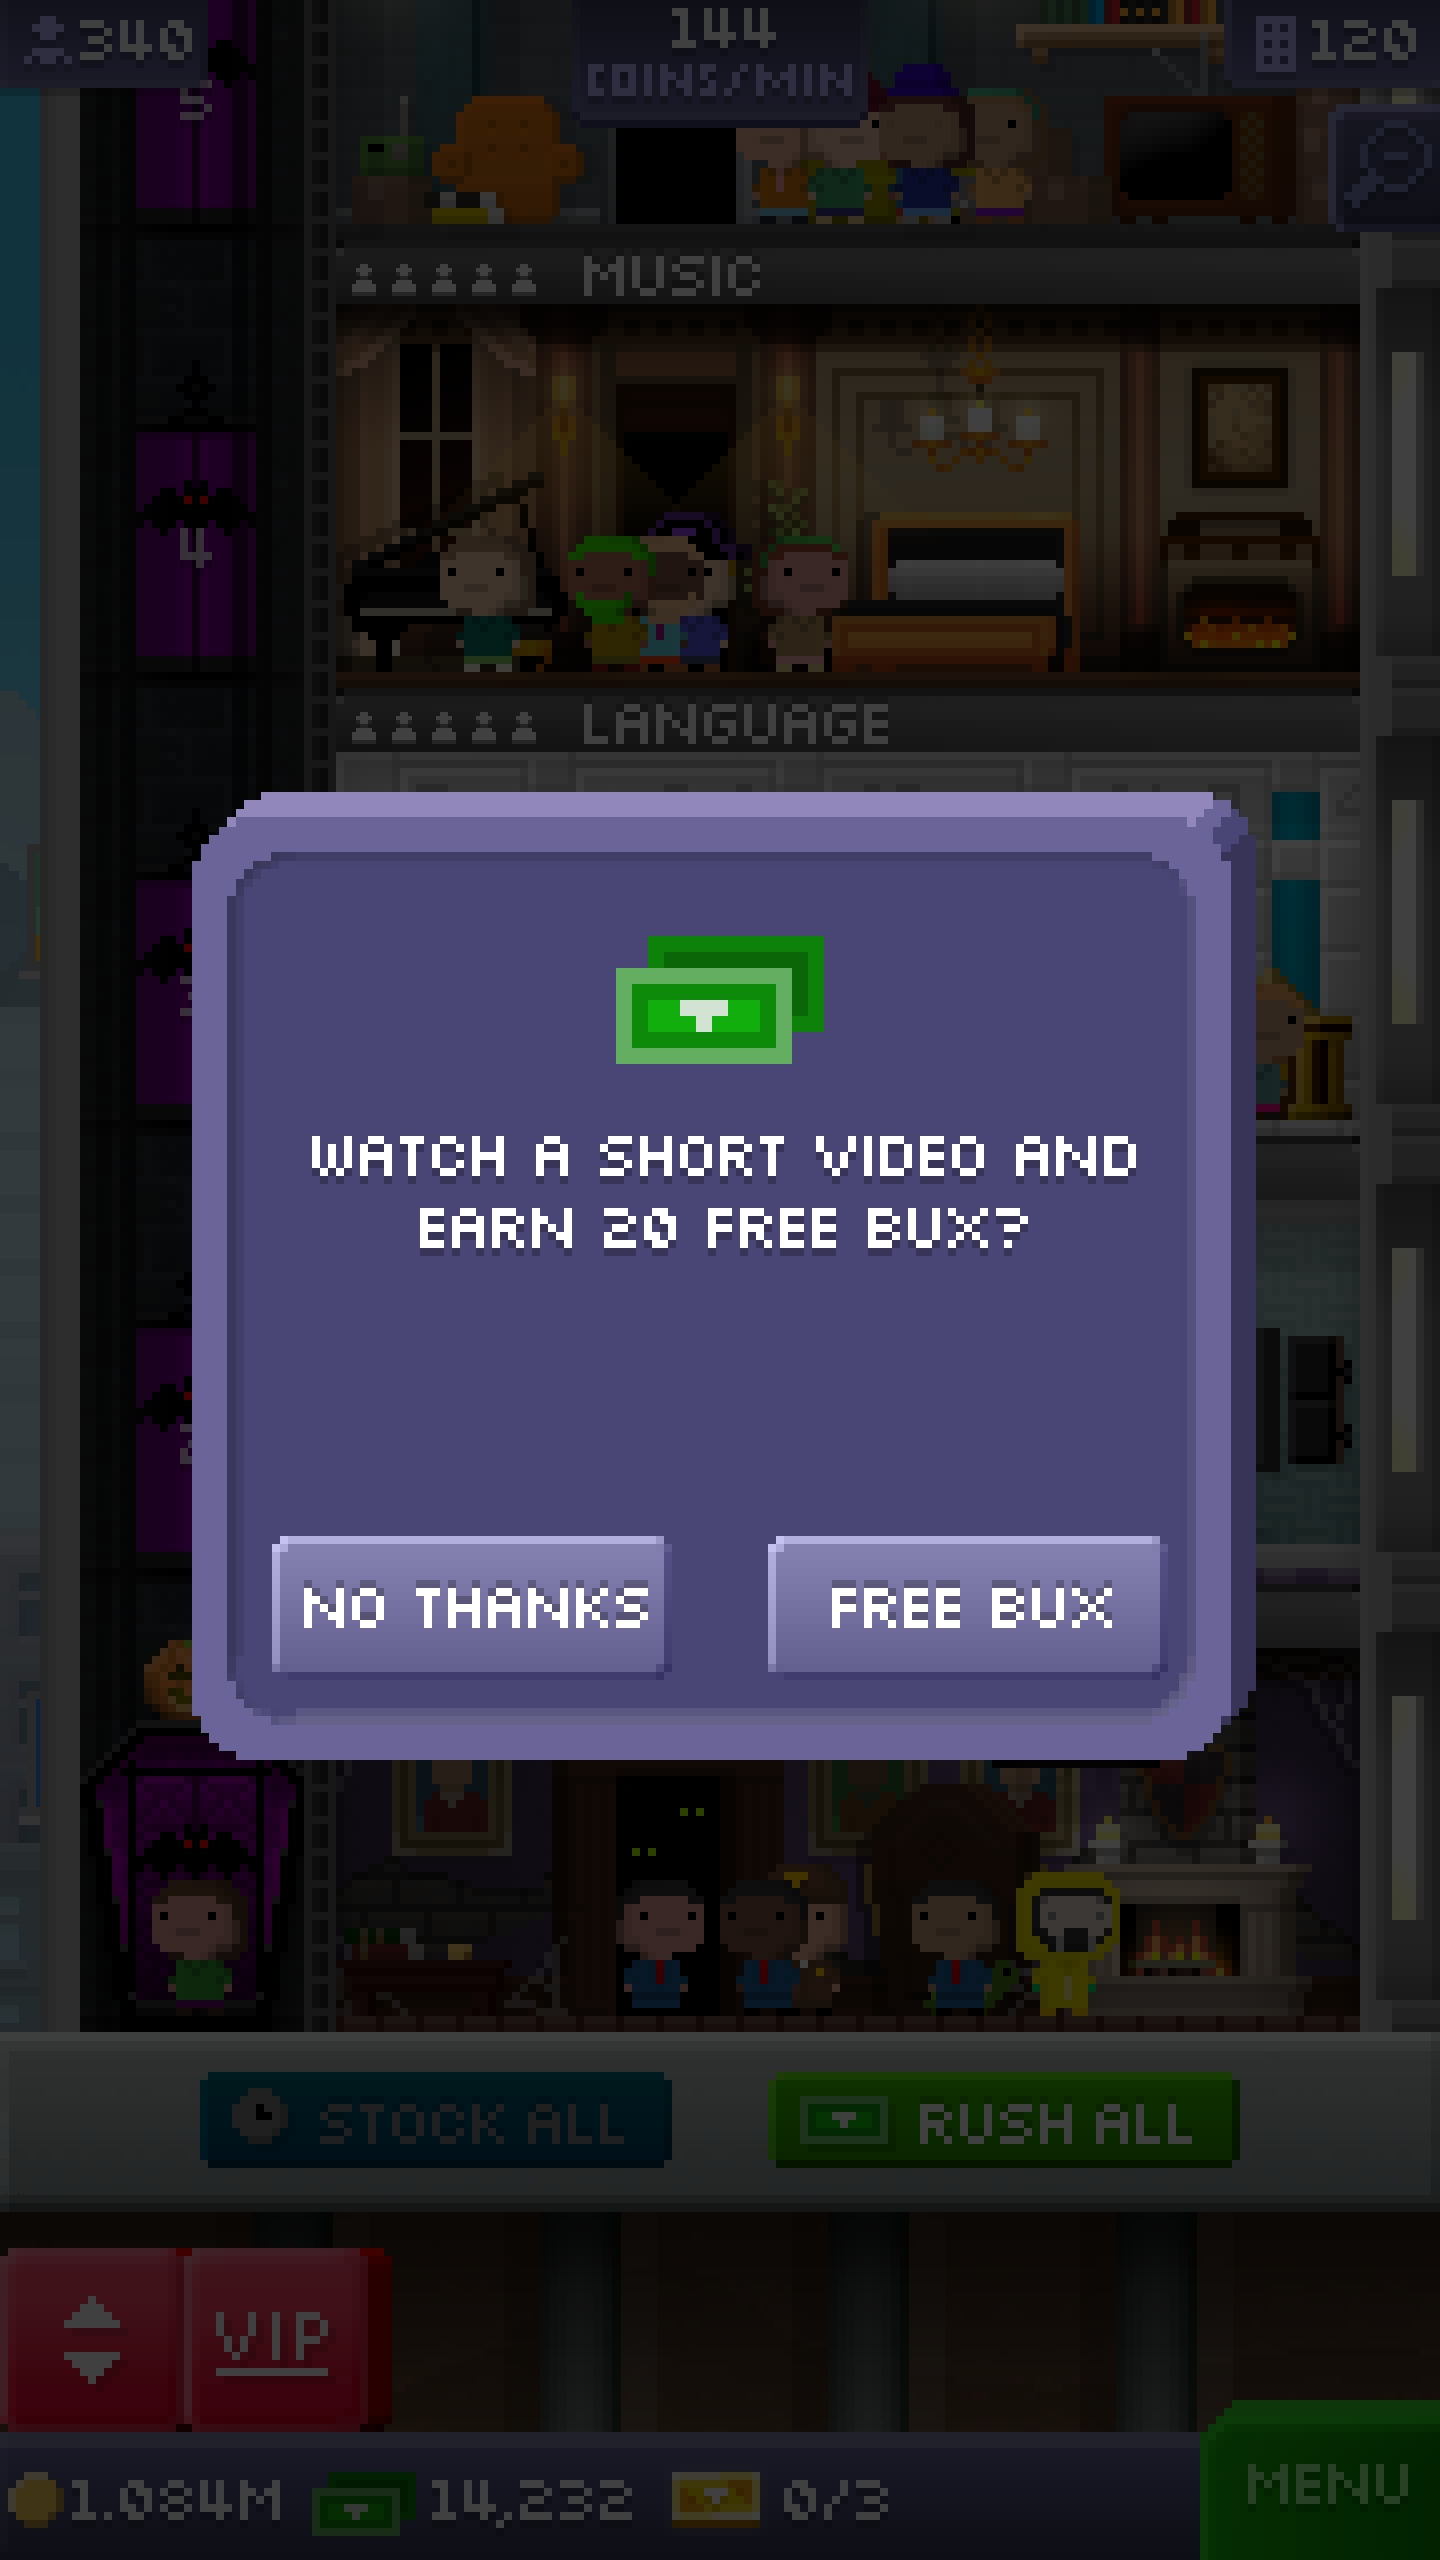 340
144
COINS/MIN
120
5
MUSIC
4
LANGUAGE
WATCH A SHORT VIDEO AND
EARN 20 FREE BUX?
NO THANKS
FREE BUX
STOCK ALL
RUSH ALL
VIP
1.084M
14,232
0/3
MENU